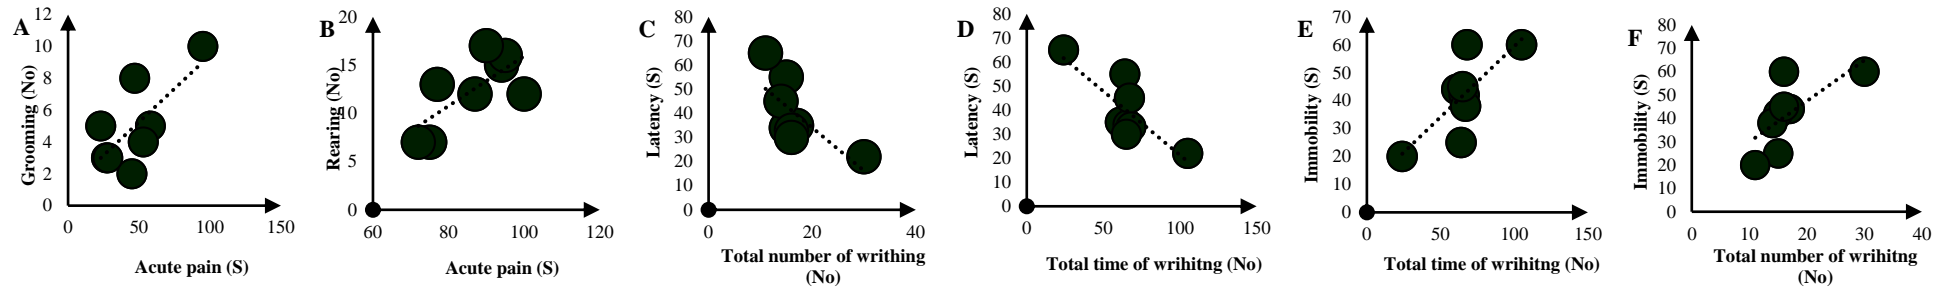 A
Grooming (No)
12
10
8
6
4
2
0
0 50 100 150
Acute pain (S)
B
Rearing (No)
20
15
10
5
0
60 80 100 120
Acute pain (S)
C
Latency (S)
80
70
60
50
40
30
20
10
0
0 20 40
Total number of writhing
(No)
D
Latency (S)
80
70
60
50
40
30
20
10
0
0 50 100 150
Total time of wrihitng (No)
E
Immobility (S)
70
60
50
40
30
20
10
0
0 50 100 150
Total time of wrihitng (No)
F
Immobility (S)
80
70
60
50
40
30
20
10
0
0 10 20 30 40
Total number of wrihitng
(No)